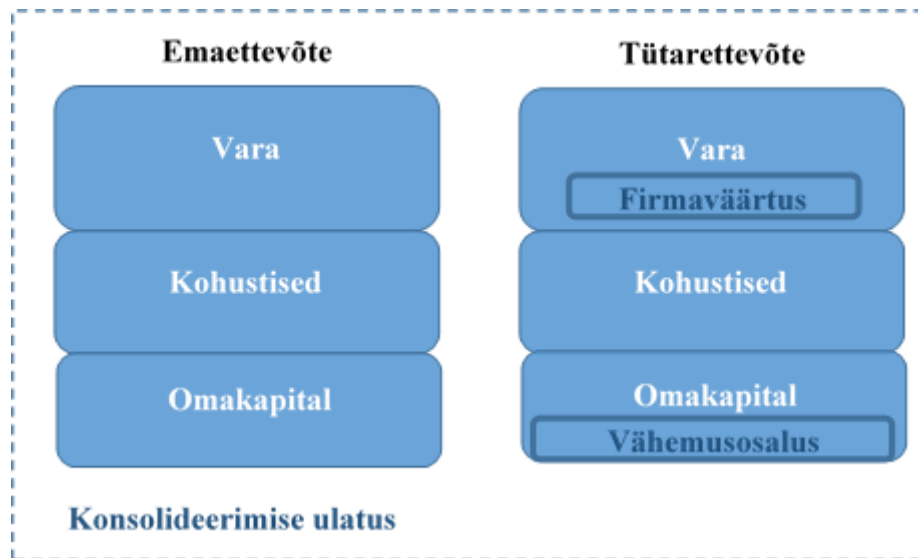 Emaettevõte
Tütarettevõte
Vara
Vara
Firmaväärtus
Kohustised
Kohustised
Omakapital
Omakapital
Vähemusosalus
Konsolideerimise ulatus